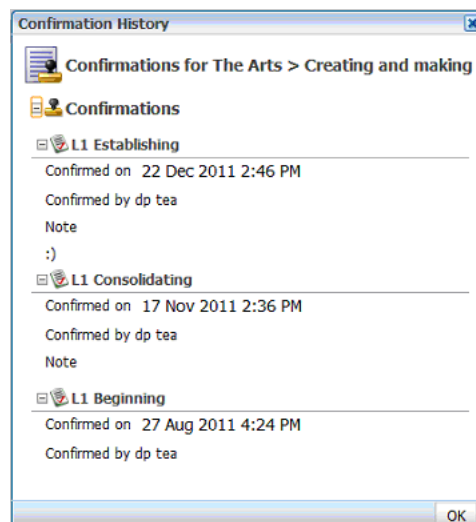 Confirmation History
Confirmations for The Arts > Creating and making
Confirmations
L1 Establishing
Confirmed on 22 Dec 2011 2:46 PM
Confirmed by dp tea
Note
:)
L1 Consolidating
Confirmed on 17 Nov 2011 2:36 PM
Confirmed by dp tea
Note
L1 Beginning
Confirmed on 27 Aug 2011 4:24 PM
Confirmed by dp tea
OK